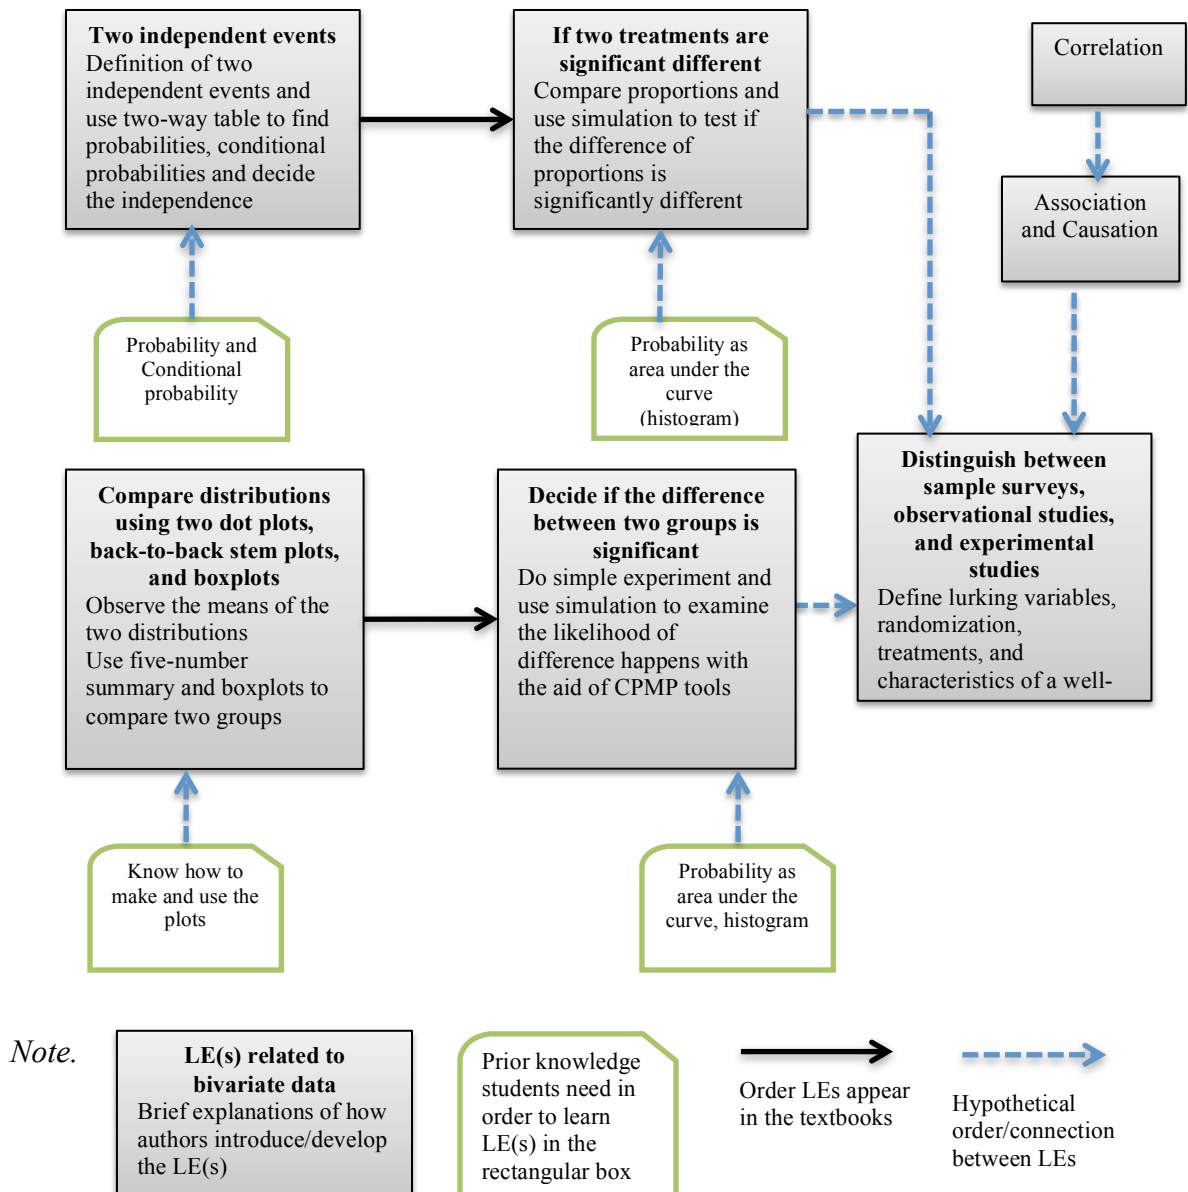 Two independent events
Definition of two
independent events and
use two-way table to find
probabilities, conditional
probabilities and decide
the independence
If two treatments are
significant different
Compare proportions and
use simulation to test if
the difference of
proportions is
significantly different
Correlation
Association
and Causation
Probability and
Conditional
probability
Probability as
area under the
curve
(histogram)
Compare distributions
using two dot plots,
back-to-back stem plots,
and boxplots
Observe the means of the
two distributions
Use five-number
summary and boxplots to
compare two groups
Decide if the difference
between two groups is
significant
Do simple experiment and
use simulation to examine
the likelihood of
difference happens with
the aid of CPMP tools
Distinguish between
sample surveys,
observational studies,
and experimental
studies
Define lurking variables,
randomization,
treatments, and
characteristics of a well-
Know how to
make and use the
plots
Probability as
area under the
curve, histogram
Note.
LE(s) related to
bivariate data
Brief explanations of how
authors introduce/develop
the LE(s)
Prior knowledge
students need in
order to learn
LE(s) in the
rectangular box
Order LEs appear
in the textbooks
Hypothetical
order/connection
between LEs